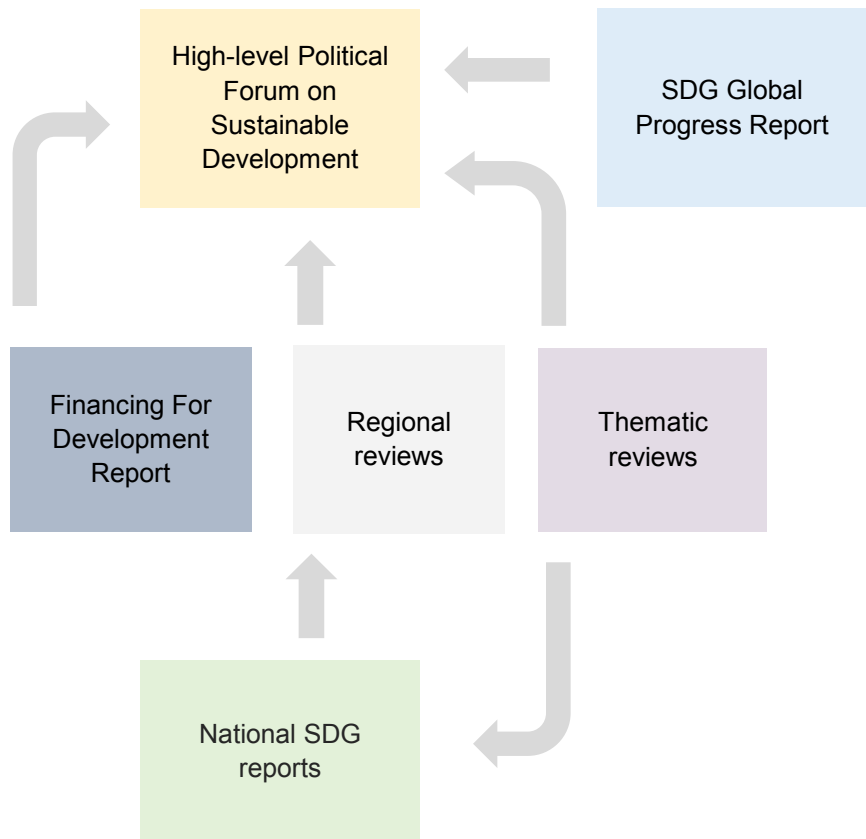 High-level Political
Forum on
Sustainable
Development
SDG Global
Progress Report
Financing For
Development
Report
Regional
reviews
Thematic
reviews
National SDG
reports